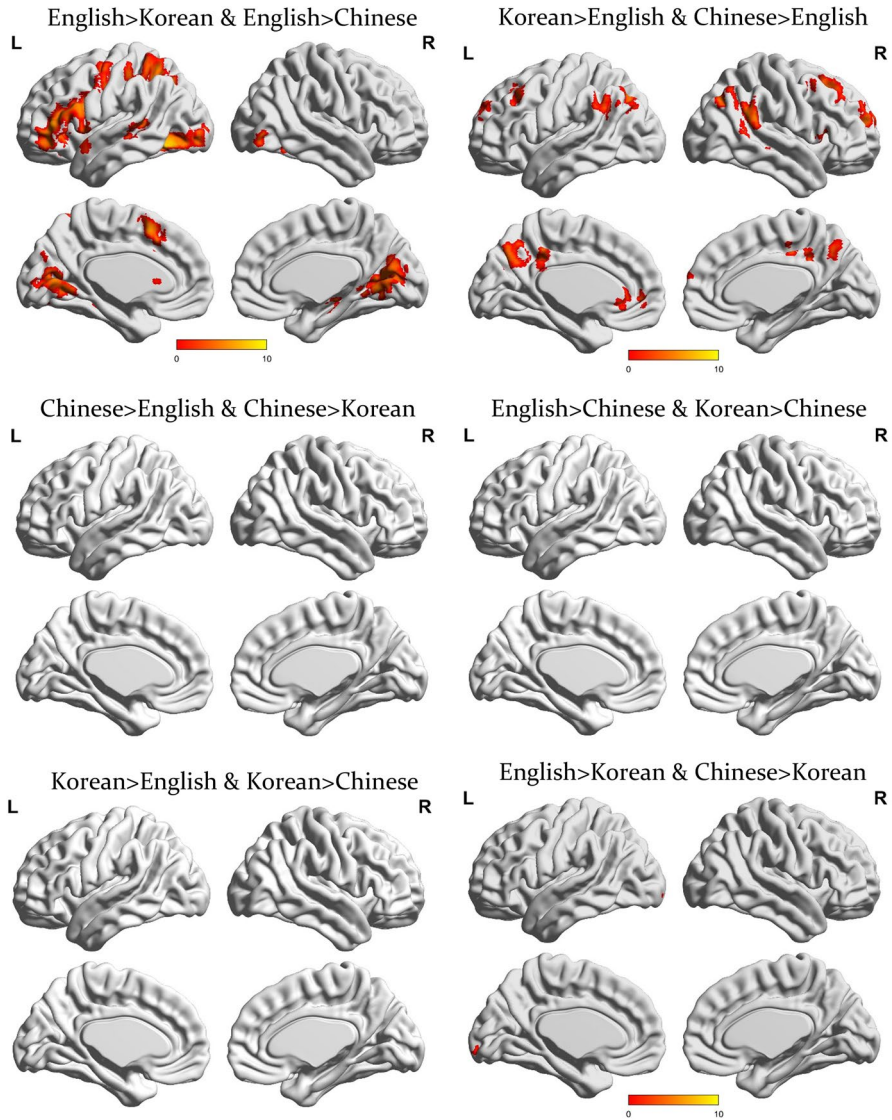 English>Korean & English>Chinese
L
R
0 10
Korean>English & Chinese>English
L
R
0 10
Chinese>English & Chinese>Korean
L
R
English>Chinese & Korean>Chinese
L
R
Korean>English & Korean>Chinese
L
R
English>Korean & Chinese>Korean
L
R
0 10